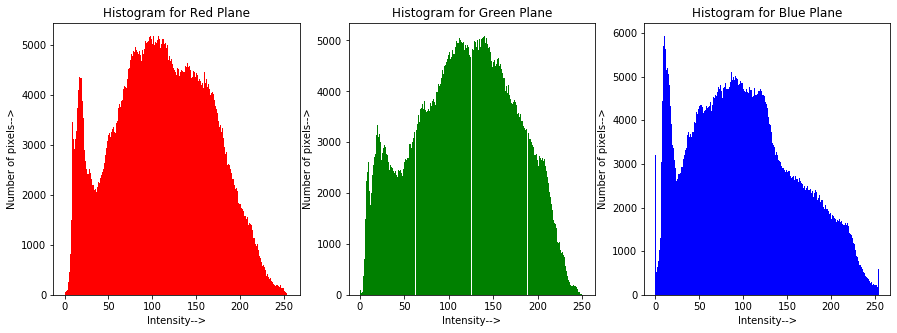 Histogram for Red Plane
Number of pixels-->
5000
4000
3000
2000
1000
0
0 50 100 150 200 250
Intensity-->
Histogram for Green Plane
Number of pixels-->
5000
4000
3000
2000
1000
0
0 50 100 150 200 250
Intensity-->
Histogram for Blue Plane
Number of pixels-->
6000
5000
4000
3000
2000
1000
0
0 50 100 150 200 250
Intensity-->